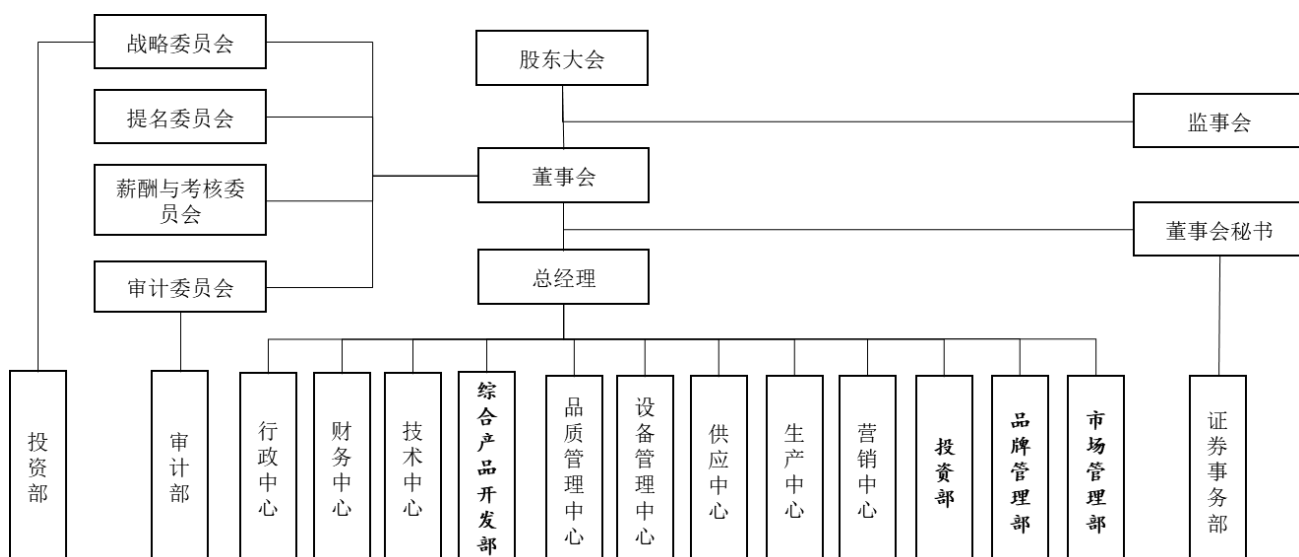 战略委员会
股东大会
提名委员会
监事会
董事会
薪酬与考核委
员会
董事会秘书
总经理
审计委员会
投资部
审计部
行政中心
财务中心
技术中心
综合产品开发部
品质管理中心
设备管理中心
供应中心
生产中心
营销中心
投资部
品牌管理部
市场管理部
证券事务部